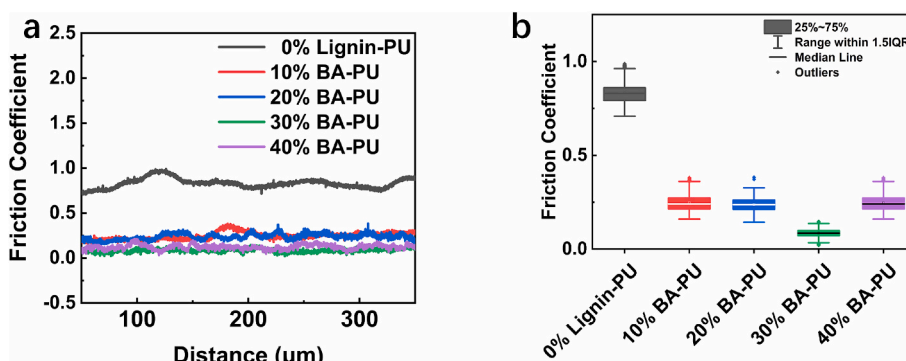 a
Friction Coefficient
2.5
2.0
1.5
1.0
0.5
0.0
-0.5
0% Lignin-PU
10% BA-PU
20% BA-PU
30% BA-PU
40% BA-PU
100
200
300
Distance (um)
b
Friction Coefficient
1.0
0.5
0.0
25%~75%
Range within 1.5IQR
Median Line
Outliers
0% Lignin-PU
10% BA-PU
20% BA-PU
30% BA-PU
40% BA-PU